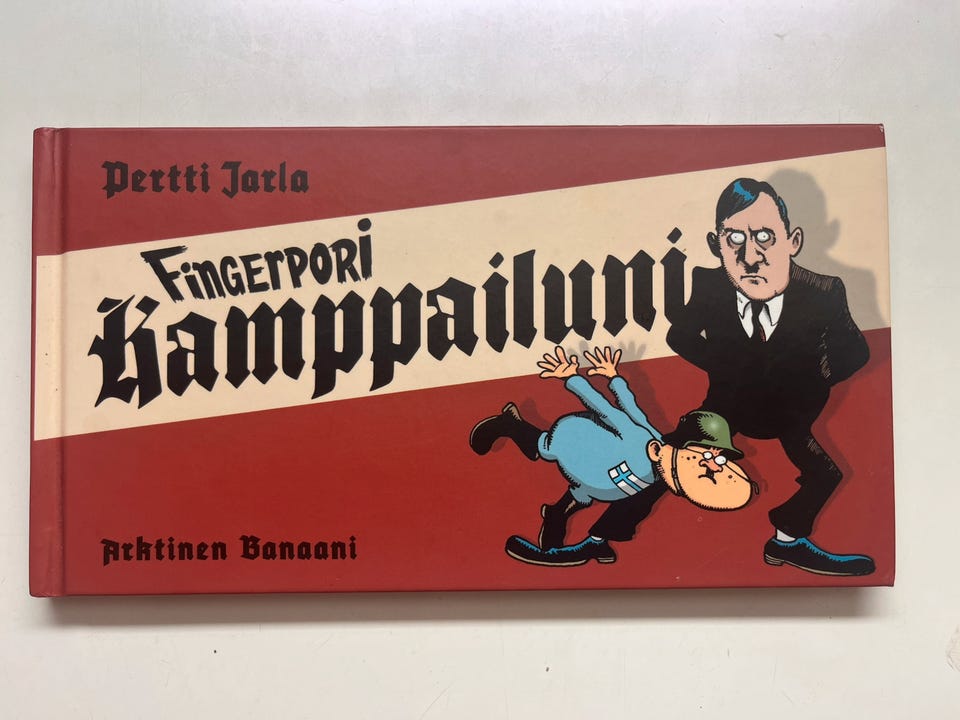 Pertti Jarla
FINGERPORI
Kamppailuni
Arktinen Banaani